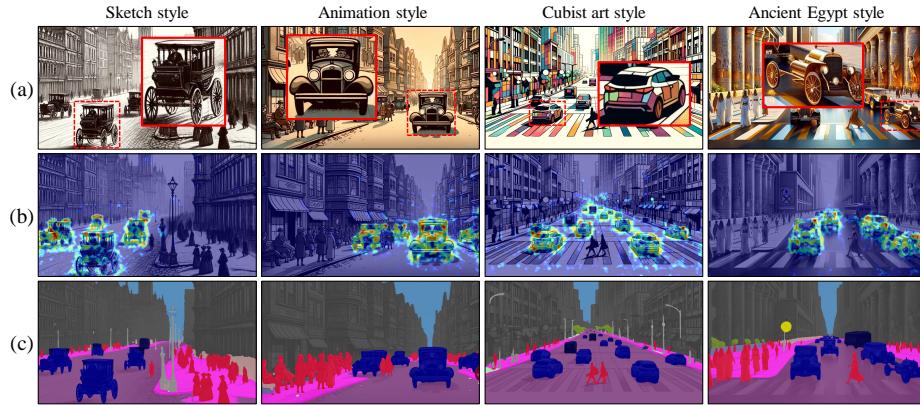 Sketch style
Animation style
Cubist art style
Ancient Egypt style
(a)
(b)
(c)